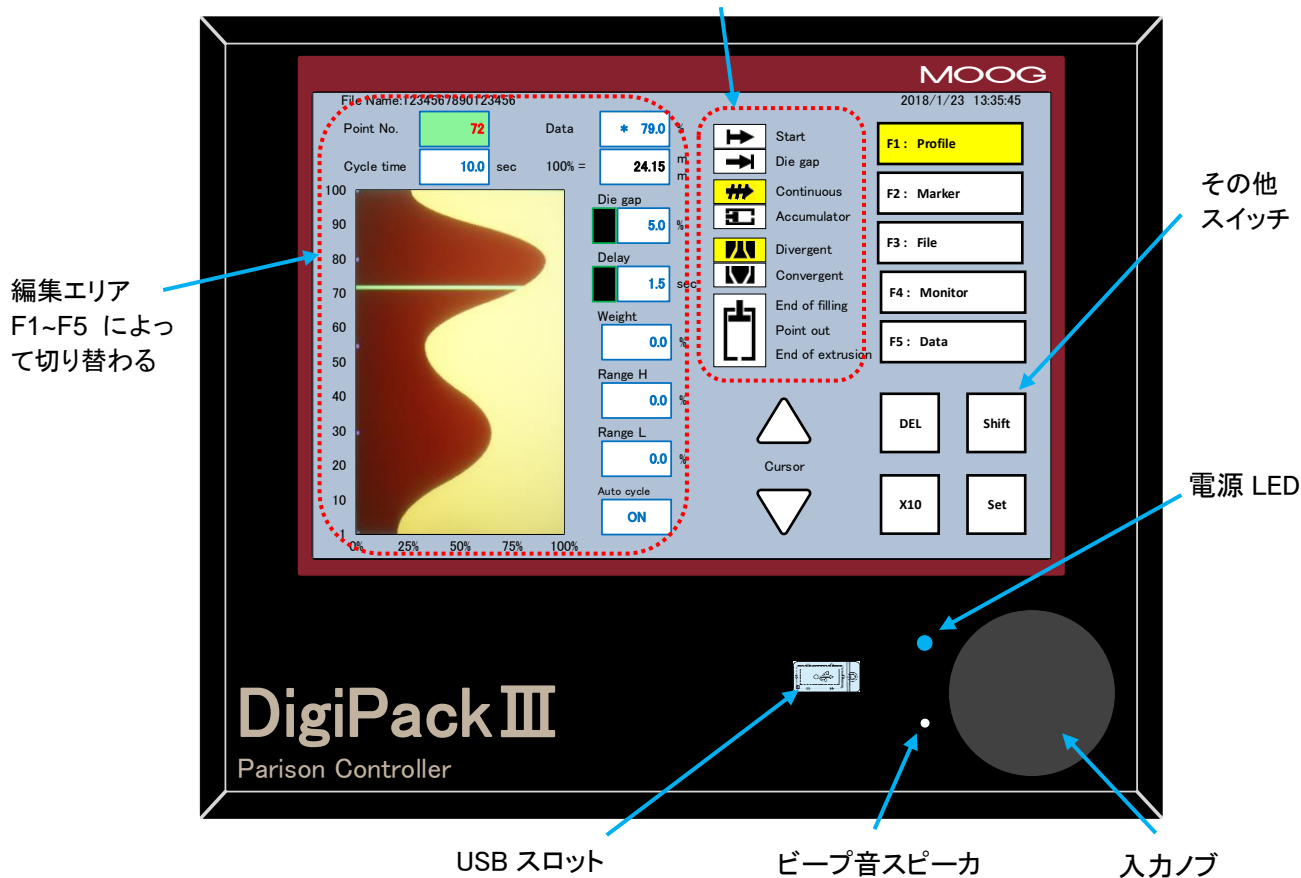 MOOG
File Name:1234567890123456
2018/1/23 13:35:45
Point No.
72
Data
* 79.0
%
Cycle time
10.0
sec
100% =
24.15
m
m
100
90
80
70
60
50
40
30
20
10
1
0%
25%
50%
75%
100%
Die gap
5.0
%
Delay
1.5
sec
Weight
0.0
%
Range H
0.0
%
Range L
0.0
%
Auto cycle
ON
Start
Die gap
Continuous
Accumulator
Divergent
Convergent
End of filling
Point out
End of extrusion
Cursor
F1 : Profile
F2 : Marker
F3 : File
F4 : Monitor
F5 : Data
DEL
Shift
X10
Set
その他
スイッチ
編集エリア
F1~F5 によっ
て切り替わる
電源 LED
DigiPackⅢ
Parison Controller
USB スロット
ビープ音スピーカ
入力ノブ